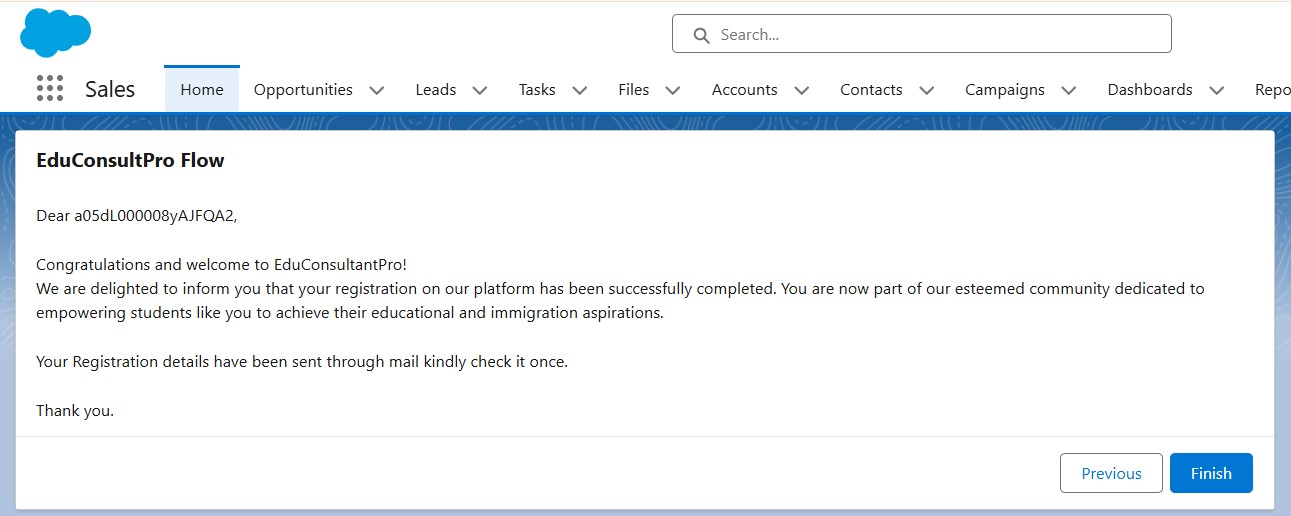 Search...
Sales Home Opportunities Leads Tasks Files Accounts Contacts Campaigns Dashboards Repo
EduConsultPro Flow
Dear a05dL000008yAJFQA2,
Congratulations and welcome to EduConsultantPro!
We are delighted to inform you that your registration on our platform has been successfully completed. You are now part of our esteemed community dedicated to
empowering students like you to achieve their educational and immigration aspirations.
Your Registration details have been sent through mail kindly check it once.
Thank you.
Previous Finish